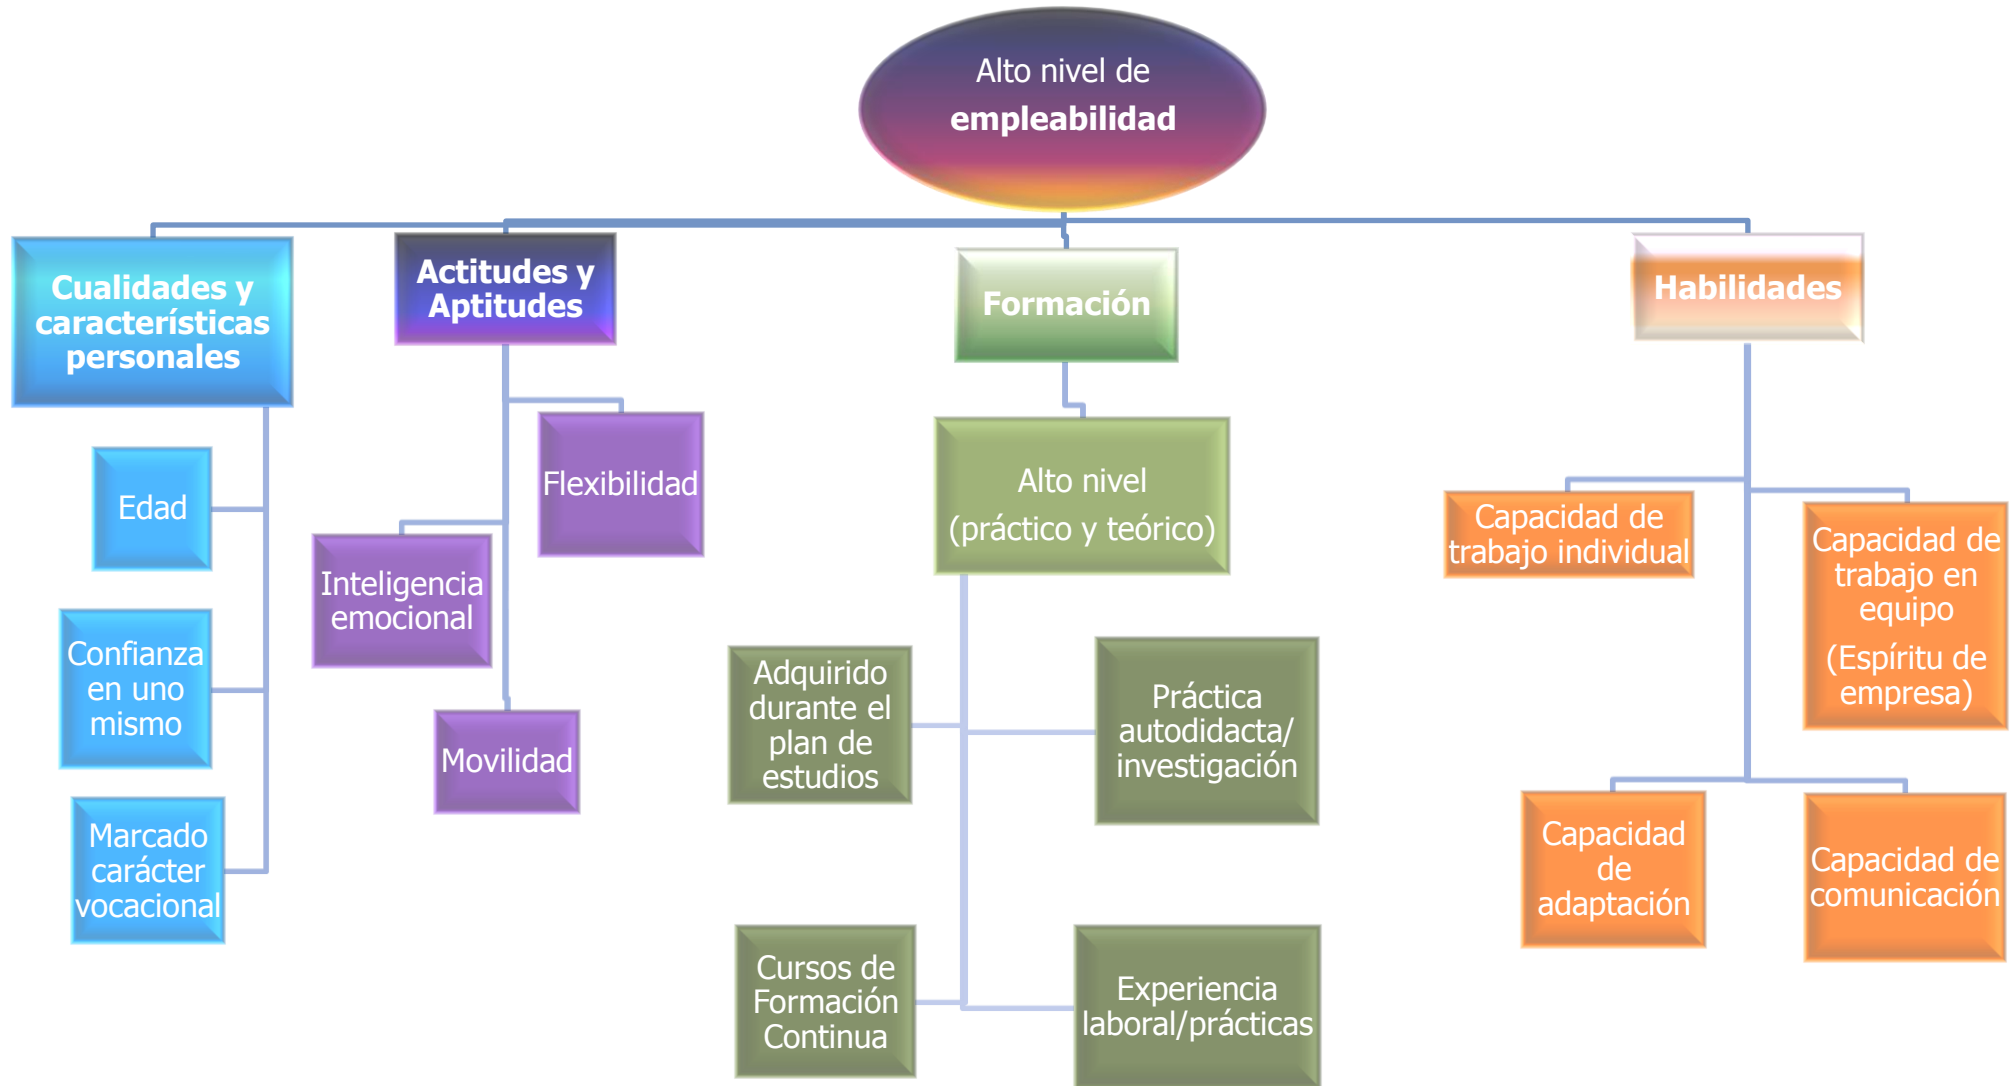 Alto nivel de
empleabilidad
Cualidades y
características
personales
Edad
Confianza
en uno
mismo
Marcado
carácter
vocacional
Actitudes y
Aptitudes
Flexibilidad
Inteligencia
emocional
Movilidad
Formación
Alto nivel
(práctico y teórico)
Adquirido
durante el
plan de
estudios
Práctica
autodidacta/
investigación
Cursos de
Formación
Continua
Experiencia
laboral/prácticas
Habilidades
Capacidad de
trabajo individual
Capacidad de
trabajo en
equipo
(Espíritu de
empresa)
Capacidad
de
adaptación
Capacidad de
comunicación